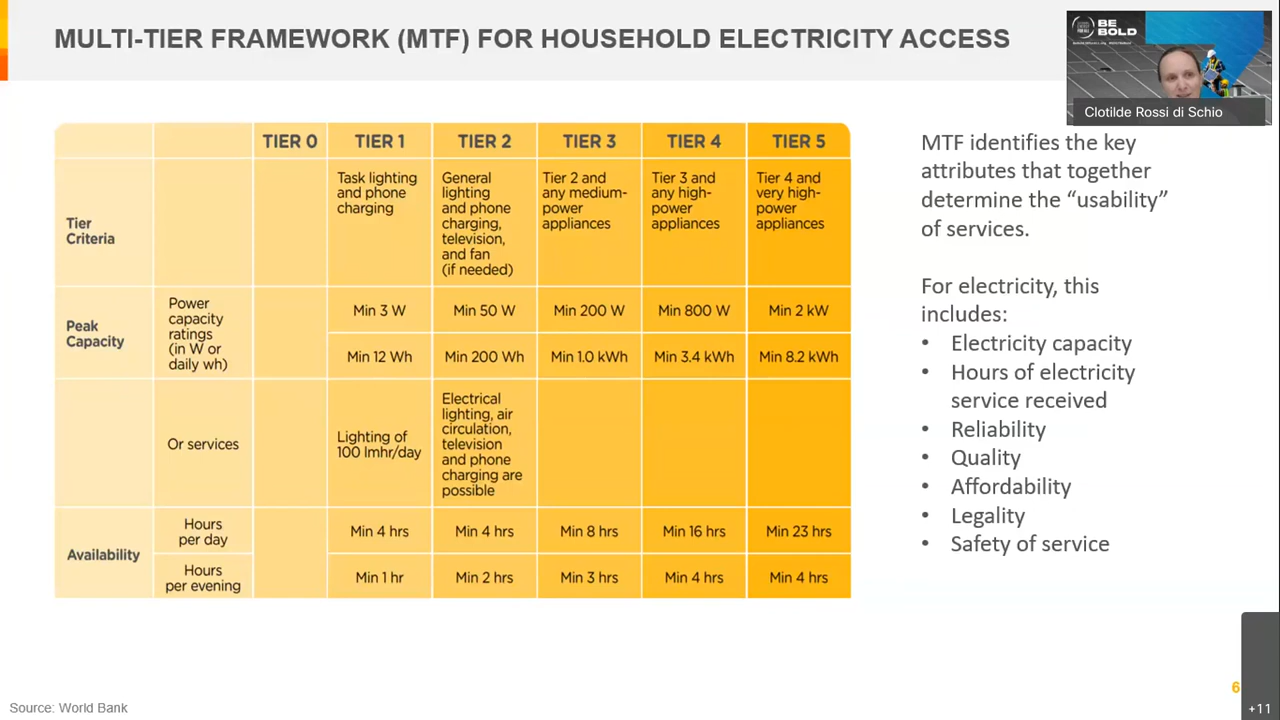 MULTI-TIER FRAMEWORK (MTF) FOR HOUSEHOLD ELECTRICITY ACCESS
BE
BOLD
Clotilde Rossi di Schio
TIER 0
TIER 1
TIER 2
TIER 3
TIER 4
TIER 5
Tier
Criteria
Task lighting
and phone
charging
General
lighting
and phone
charging,
television,
and fan
(if needed)
Tier 2 and
any medium-
power
appliances
Tier 3 and
any high-
power
appliances
Tier 4 and
very high-
power
appliances
Peak
Capacity
Power
capacity
ratings
(in W or
daily wh)
Min 3 W
Min 50 W
Min 200 W
Min 800 W
Min 2 kW
Min 12 Wh
Min 200 Wh
Min 1.0 kWh
Min 3.4 kWh
Min 8.2 kWh
Or services
Lighting of
100 lmhr/day
Electrical
lighting, air
circulation,
television
and phone
charging are
possible
Availability
Hours
per day
Min 4 hrs
Min 4 hrs
Min 8 hrs
Min 16 hrs
Min 23 hrs
Hours
per evening
Min 1 hr
Min 2 hrs
Min 3 hrs
Min 4 hrs
Min 4 hrs
MTF identifies the key
attributes that together
determine the “usability”
of services.
For electricity, this
includes:
• Electricity capacity
• Hours of electricity
service received
• Reliability
• Quality
• Affordability
• Legality
• Safety of service
6
+11
Source: World Bank